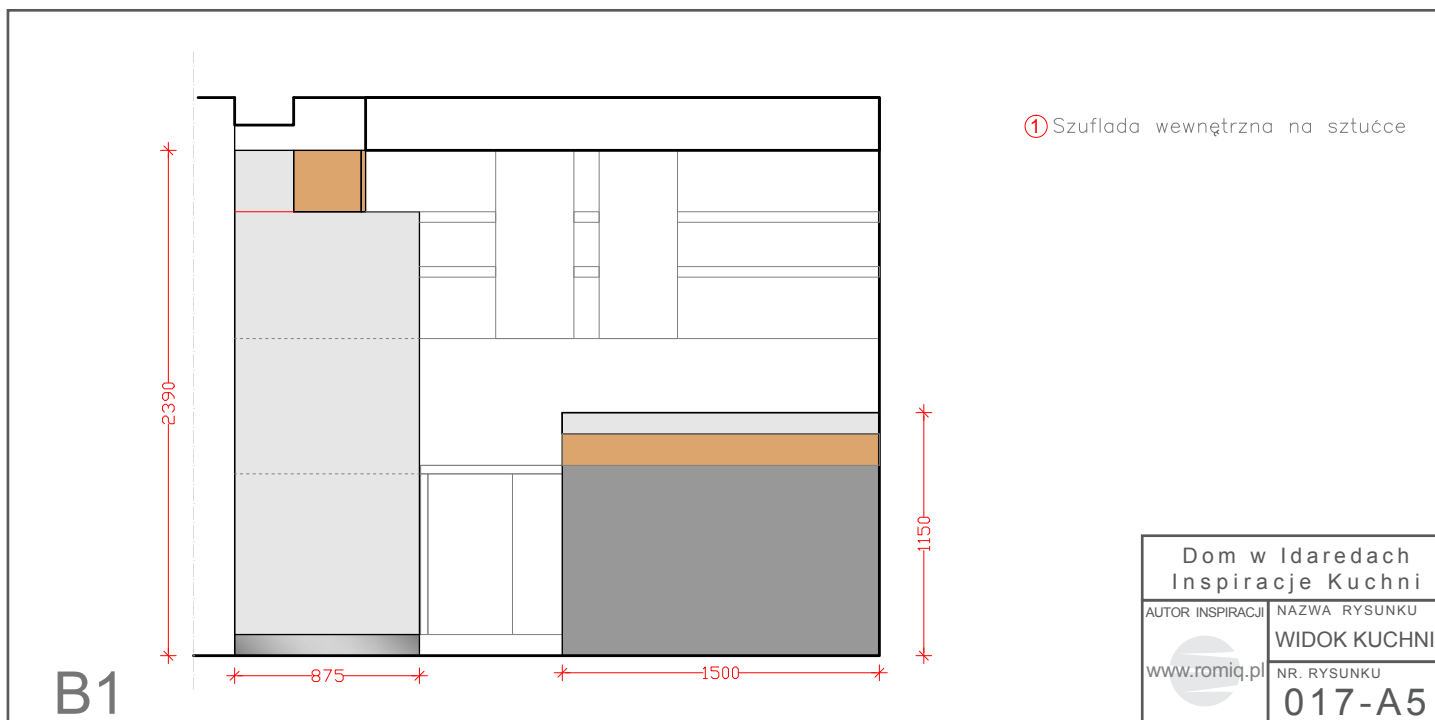 ① Szuflada wewnętrzna na sztućce
2390
1150
875
1500
B1
Dom w Idaredach
Inspiracje Kuchni
AUTOR INSPIRACJI
www.romiq.pl
NAZWA RYSUNKU
WIDOK KUCHNI
NR. RYSUNKU
017-A5